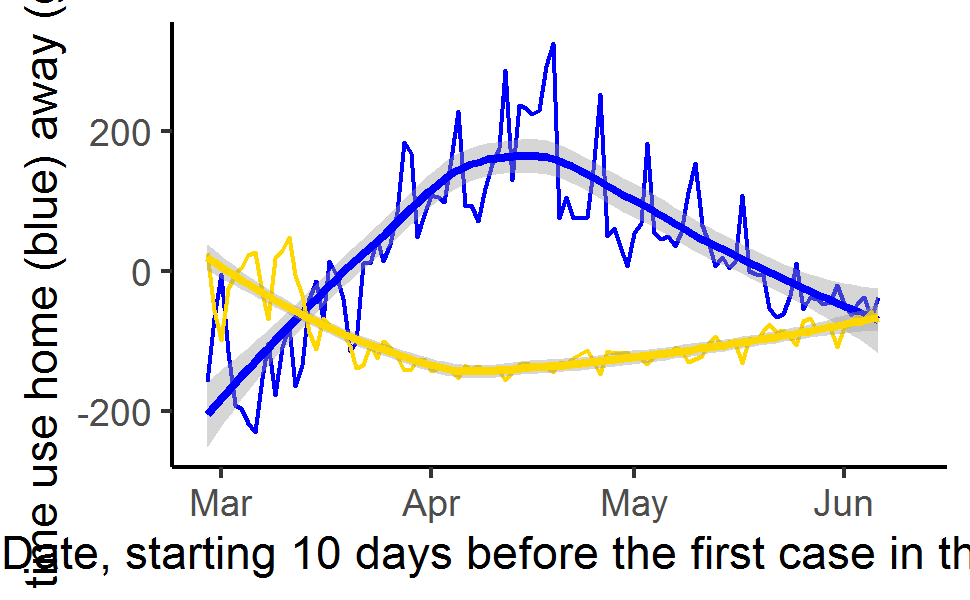 time use home (blue) away (
200
0
-200
Mar Apr May Jun
Date, starting 10 days before the first case in th